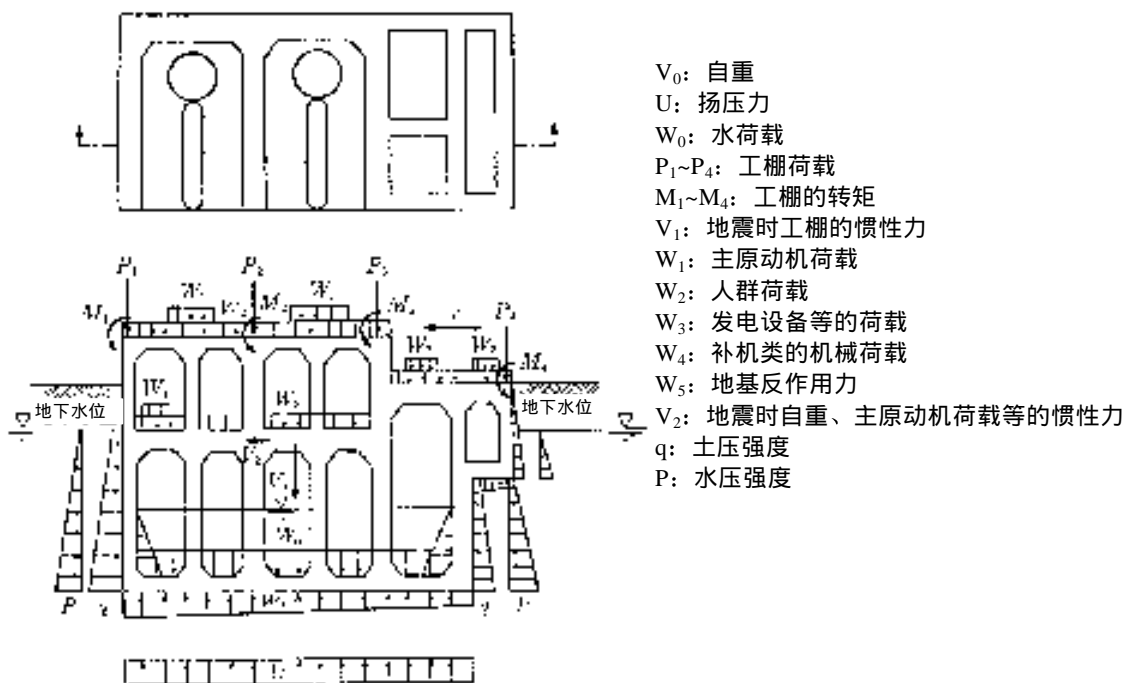 V₀：自重
U：扬压力
W₀：水荷载
P₁~P₄：工棚荷载
M₁~M₄：工棚的转矩
V₁：地震时工棚的惯性力
W₁：主原动机荷载
W₂：人群荷载
W₃：发电设备等的荷载
W₄：补机类的机械荷载
W₅：地基反作用力
V₂：地震时自重、主原动机荷载等的惯性力
q：土压强度
P：水压强度
P₁ P₂ P₃
M₁
地下水位
地下水位
M₄
P